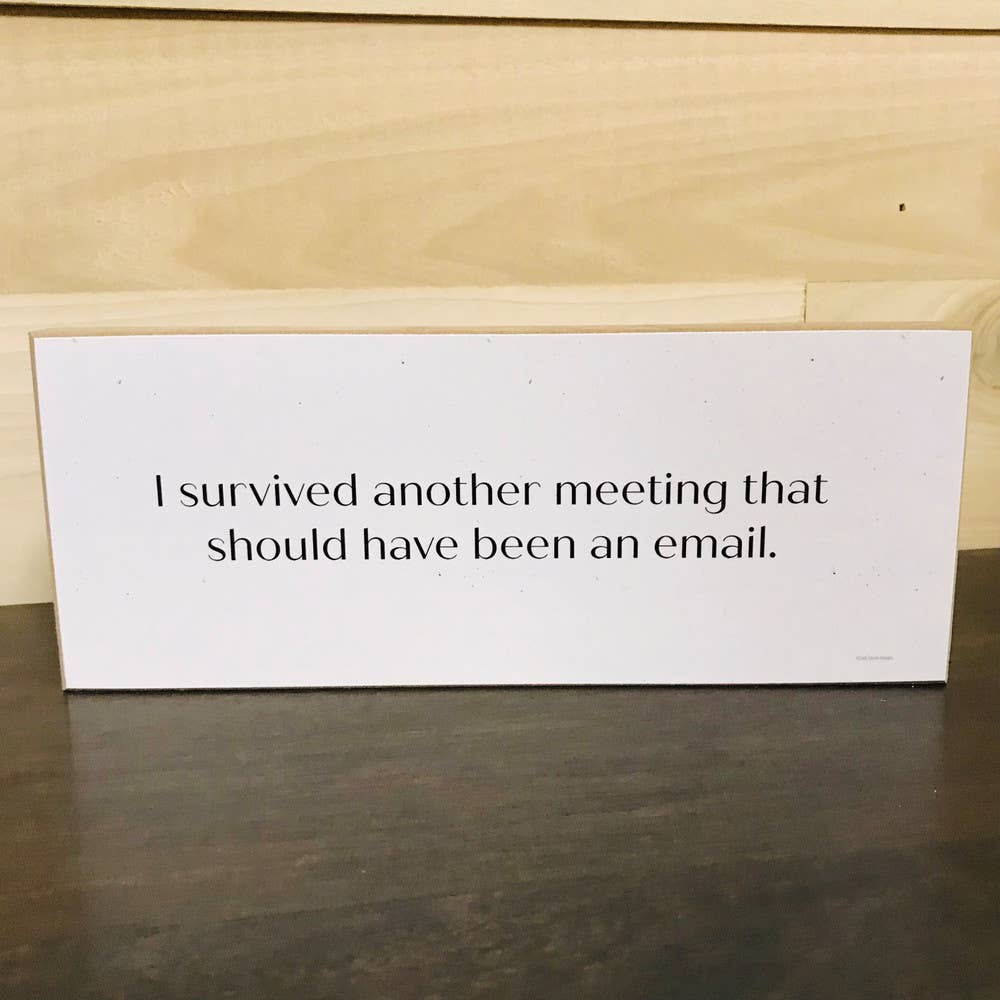 I survived another meeting that
should have been an email.